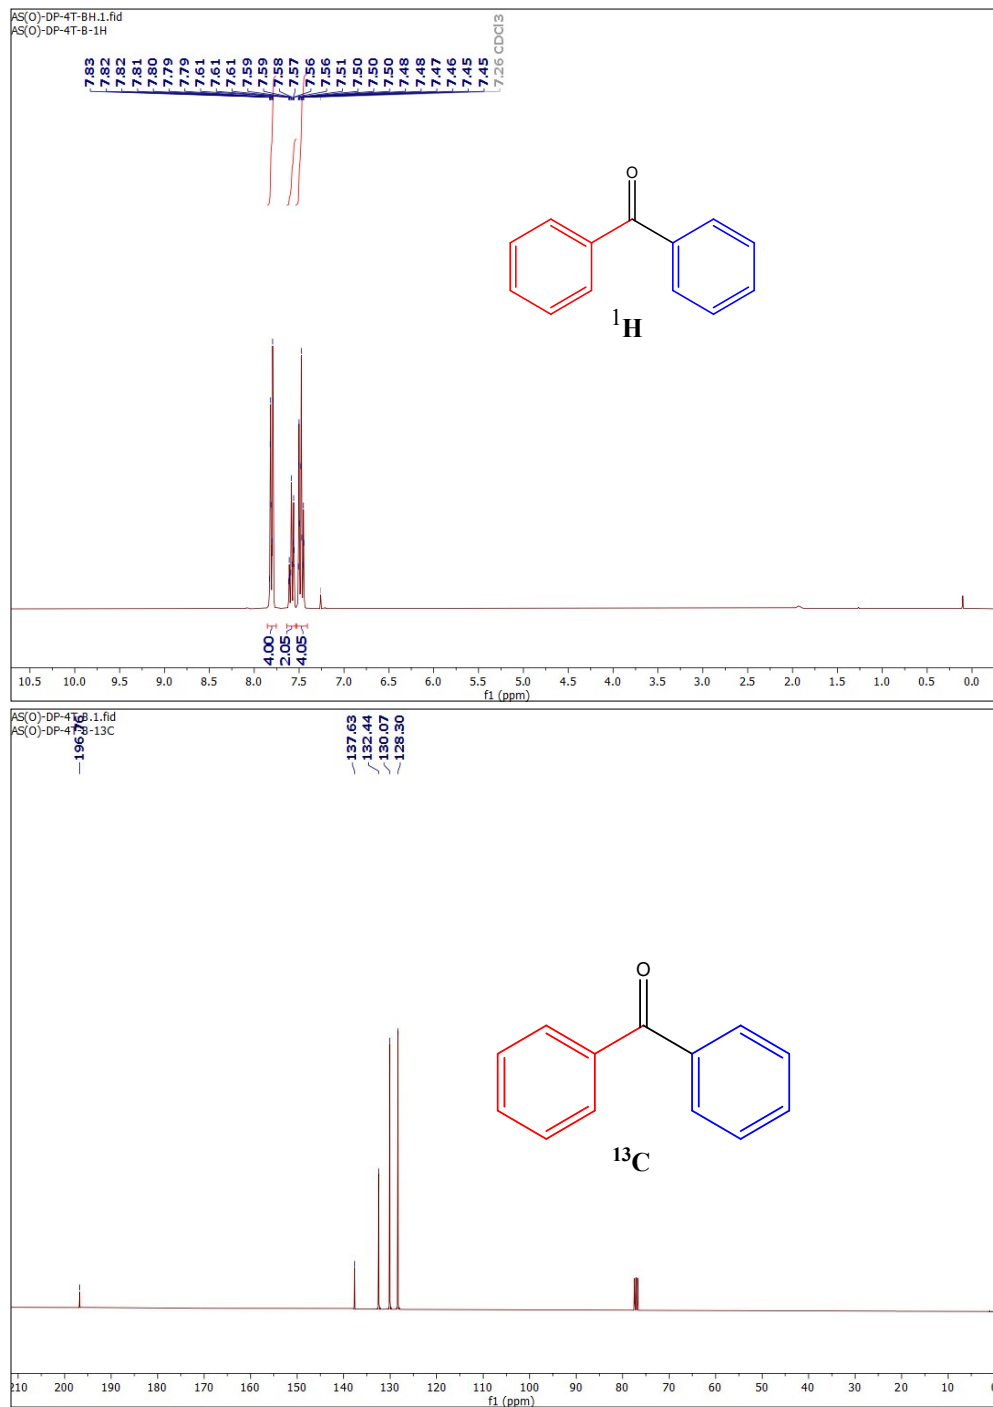 AS(O)-DP-4T-BH.1.fid
AS(O)-DP-4T-B-1H
7.83
7.82
7.82
7.81
7.80
7.79
7.79
7.61
7.61
7.61
7.59
7.59
7.58
7.57
7.56
7.56
7.51
7.50
7.50
7.50
7.48
7.48
7.47
7.46
7.45
7.45
7.26 CDCl3
O
1H
4.00
2.05
4.05
10.5 10.0 9.5 9.0 8.5 8.0 7.5 7.0 6.5 6.0 5.5 5.0 4.5 4.0 3.5 3.0 2.5 2.0 1.5 1.0 0.5 0.0
f1 (ppm)
AS(O)-DP-4T-B.1.fid
AS(O)-DP-4T-B-13C
196.76
137.63
132.44
130.07
128.30
O
13C
210 200 190 180 170 160 150 140 130 120 110 100 90 80 70 60 50 40 30 20 10 0
f1 (ppm)